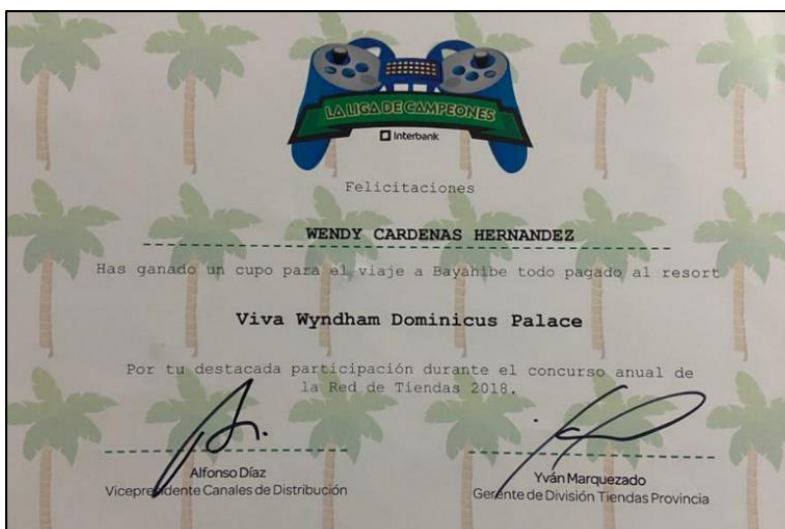 LA LIGA DE CAMPEONES
Interbank
Felicitaciones
WENDY CARDENAS HERNANDEZ
Has ganado un cupo para el viaje a Bayahibe todo pagado al resort
Viva Wyndham Dominicus Palace
Por tu destacada participación durante el concurso anual de
la Red de Tiendas 2018.
Alfonso Díaz
Vicepresidente Canales de Distribución
Yván Marquezado
Gerente de División Tiendas Provincia